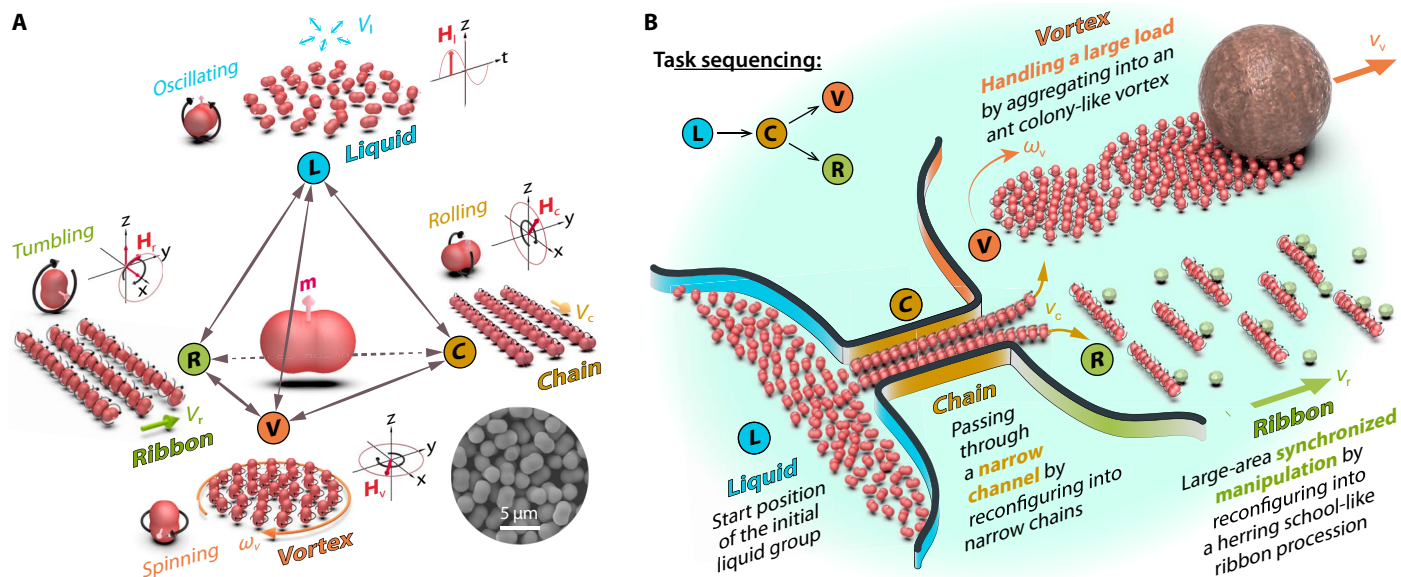 A
V_l
H_l
z
t
Oscillating
Liquid
L
Tumbling
z
H_r
y
x
Rolling
z
H_c
y
x
m
V_c
R
C
Chain
V_r
Ribbon
V
z
y
x
H_v
Spinning
ω_v
Vortex
5 μm
B
Task sequencing:
L
C
V
R
Vortex
Handling a large load
by aggregating into an
ant colony-like vortex
V_v
ω_v
V
C
V_c
R
L
Liquid
Start position
of the initial
liquid group
Chain
Passing
through
a narrow
channel by
reconfiguring into
narrow chains
V_r
Ribbon
Large-area synchronized
manipulation by
reconfiguring into
a herring school-like
ribbon procession